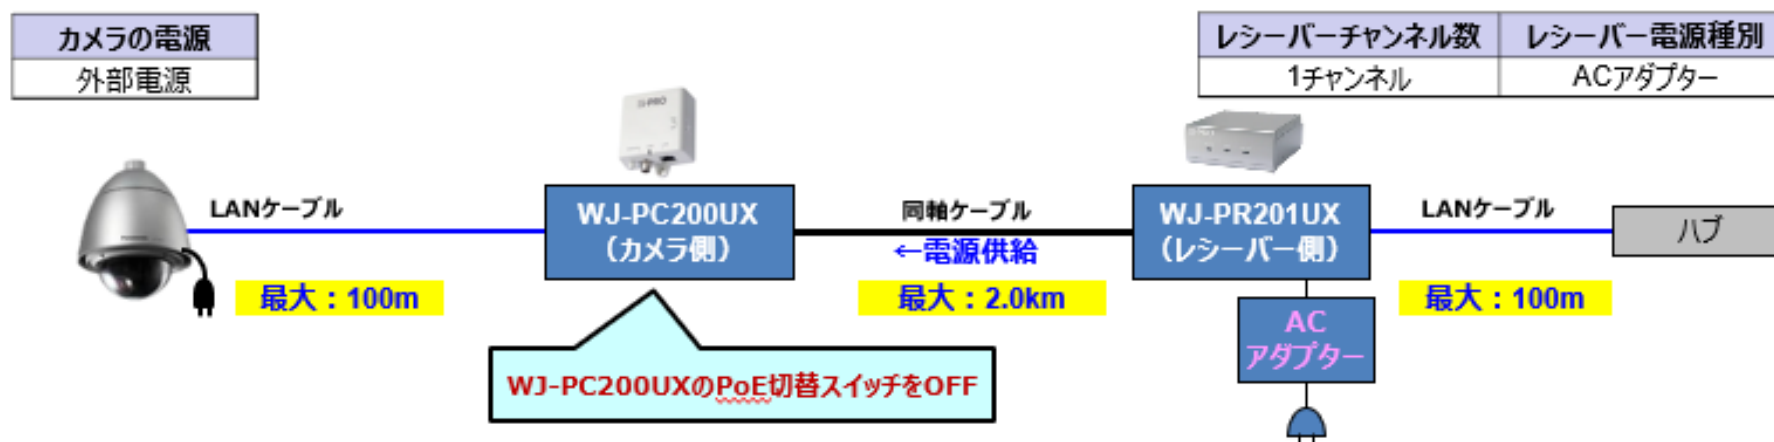 カメラの電源
外部電源
レシーバーチャンネル数 レシーバー電源種別
1チャンネル ACアダプター
i-PRO
LANケーブル
WJ-PC200UX
（カメラ側）
同軸ケーブル
←電源供給
WJ-PR201UX
（レシーバー側）
LANケーブル
ハブ
最大：100m
最大：2.0km
最大：100m
AC
アダプター
WJ-PC200UXのPoE切替スイッチをOFF